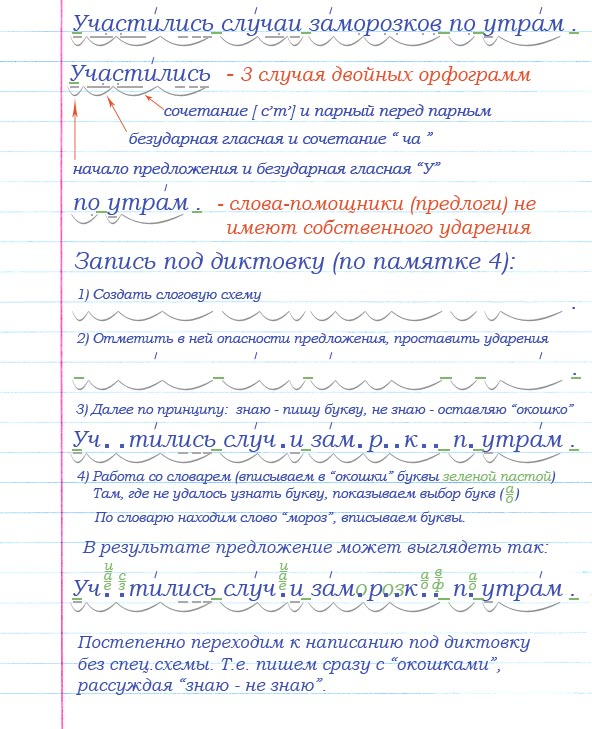 Участились случаи заморозков по утрам .
Участились - 3 случая двойных орфограмм
сочетание [ с’т’] и парный перед парным
безударная гласная и сочетание “ ча ”
начало предложения и безударная гласная “У”
по утрам . - слова-помощники (предлоги) не
имеют собственного ударения
Запись под диктовку (по памятке 4):
1) Создать слоговую схему
.
2) Отметить в ней опасности предложения, проставить ударения
.
3) Далее по принципу: знаю - пишу букву, не знаю - оставляю “окошко”
Уч. .тились случ.и зам.р..к.. п. утрам .
4) Работа со словарем (вписываем в “окошки” буквы зеленой пастой)
Там, где не удалось узнать букву, показываем выбор букв ( а о )
По словарю находим слово “мороз”, вписываем буквы.
В результате предложение может выглядеть так:
и и
а с а а в а
е з е о ф о
Уч. .тились случ.и замо.р.озк.. п. утрам .
Постепенно переходим к написанию под диктовку
без спец.схемы. Т.е. пишем сразу с “окошками”,
рассуждая “знаю - не знаю”.